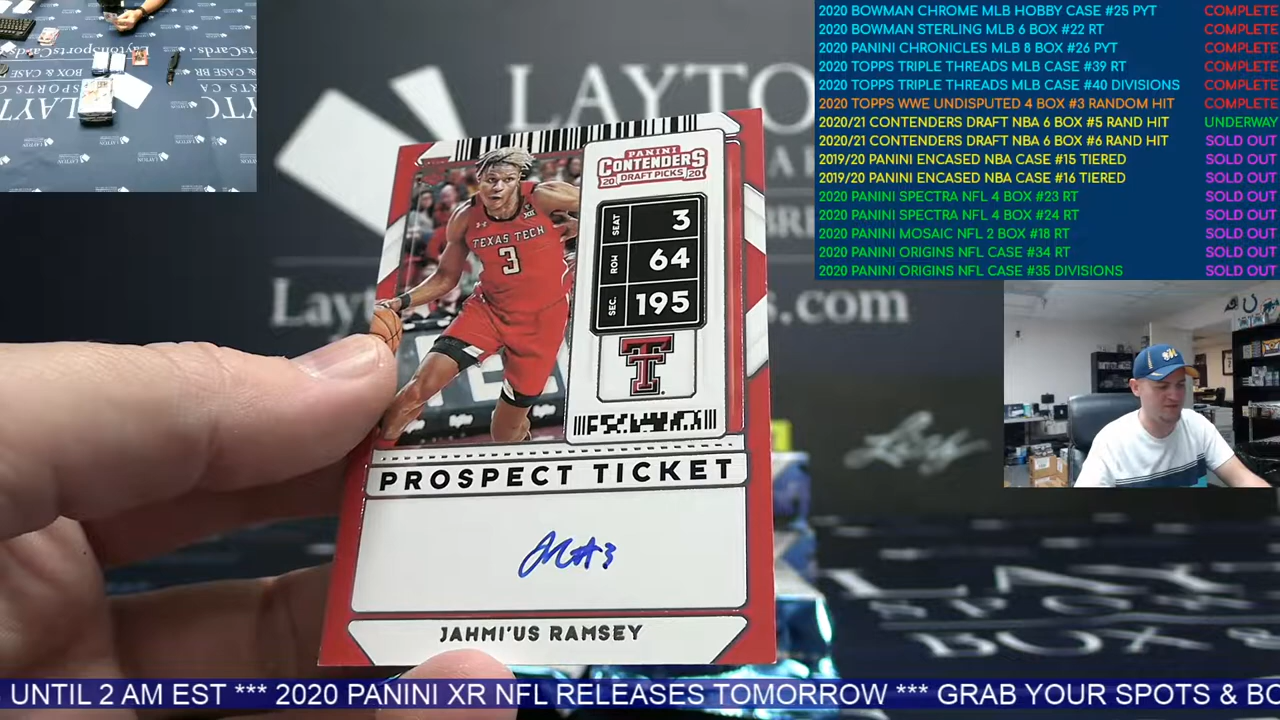 2020 BOWMAN CHROME MLB HOBBY CASE #25 PYT COMPLETE
2020 BOWMAN STERLING MLB 6 BOX #22 RT COMPLETE
2020 PANINI CHRONICLES MLB 8 BOX #26 PYT COMPLETE
2020 TOPPS TRIPLE THREADS MLB CASE #39 RT COMPLETE
2020 TOPPS TRIPLE THREADS MLB CASE #40 DIVISIONS COMPLETE
2020 TOPPS WWE UNDISPUTED 4 BOX #3 RANDOM HIT COMPLETE
2020/21 CONTENDERS DRAFT NBA 6 BOX #5 RAND HIT UNDERWAY
2020/21 CONTENDERS DRAFT NBA 6 BOX #6 RAND HIT SOLD OUT
2019/20 PANINI ENCASED NBA CASE #15 TIERED SOLD OUT
2019/20 PANINI ENCASED NBA CASE #16 TIERED SOLD OUT
2020 PANINI SPECTRA NFL 4 BOX #23 RT SOLD OUT
2020 PANINI SPECTRA NFL 4 BOX #24 RT SOLD OUT
2020 PANINI MOSAIC NFL 2 BOX #18 RT SOLD OUT
2020 PANINI ORIGINS NFL CASE #34 RT SOLD OUT
2020 PANINI ORIGINS NFL CASE #35 DIVISIONS SOLD OUT
LAYTO
Layto
s.com
PANINI
CONTENDERS
20 DRAFT PICKS 20
SEAT 3
ROW 64
SEC. 195
TEXAS TECH
3
T
PROSPECT TICKET
#3
JAHMI'US RAMSEY
Leaf
LAY
SPO
BOX &
UNTIL 2 AM EST *** 2020 PANINI XR NFL RELEASES TOMORROW *** GRAB YOUR SPOTS & BO